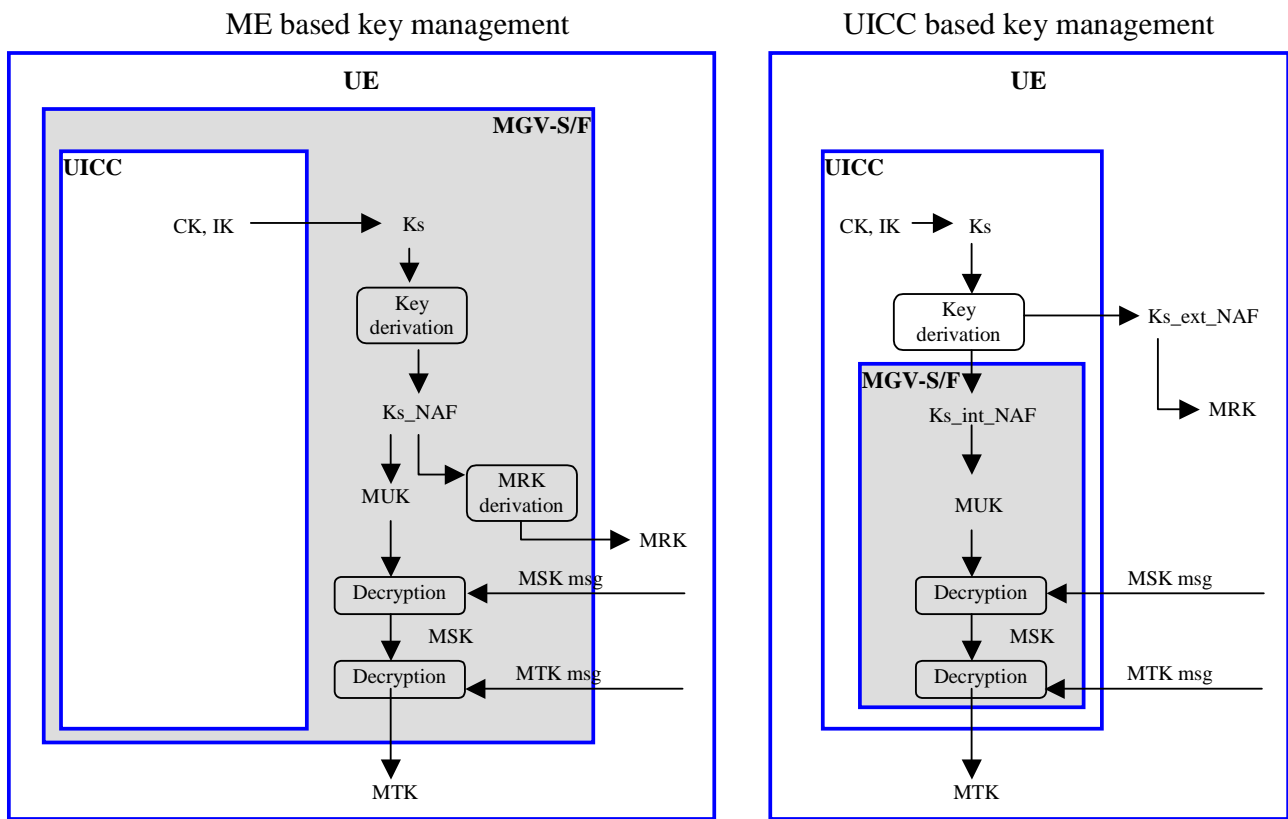 ME based key management
UE
MGV-S/F
UICC
CK, IK
Ks
Key
derivation
Ks_NAF
MUK
MRK
derivation
MRK
Decryption
MSK msg
MSK
Decryption
MTK msg
MTK
UICC based key management
UE
UICC
CK, IK
Ks
Key
derivation
Ks_ext_NAF
MGV-S/F
Ks_int_NAF
MRK
MUK
Decryption
MSK msg
MSK
Decryption
MTK msg
MTK